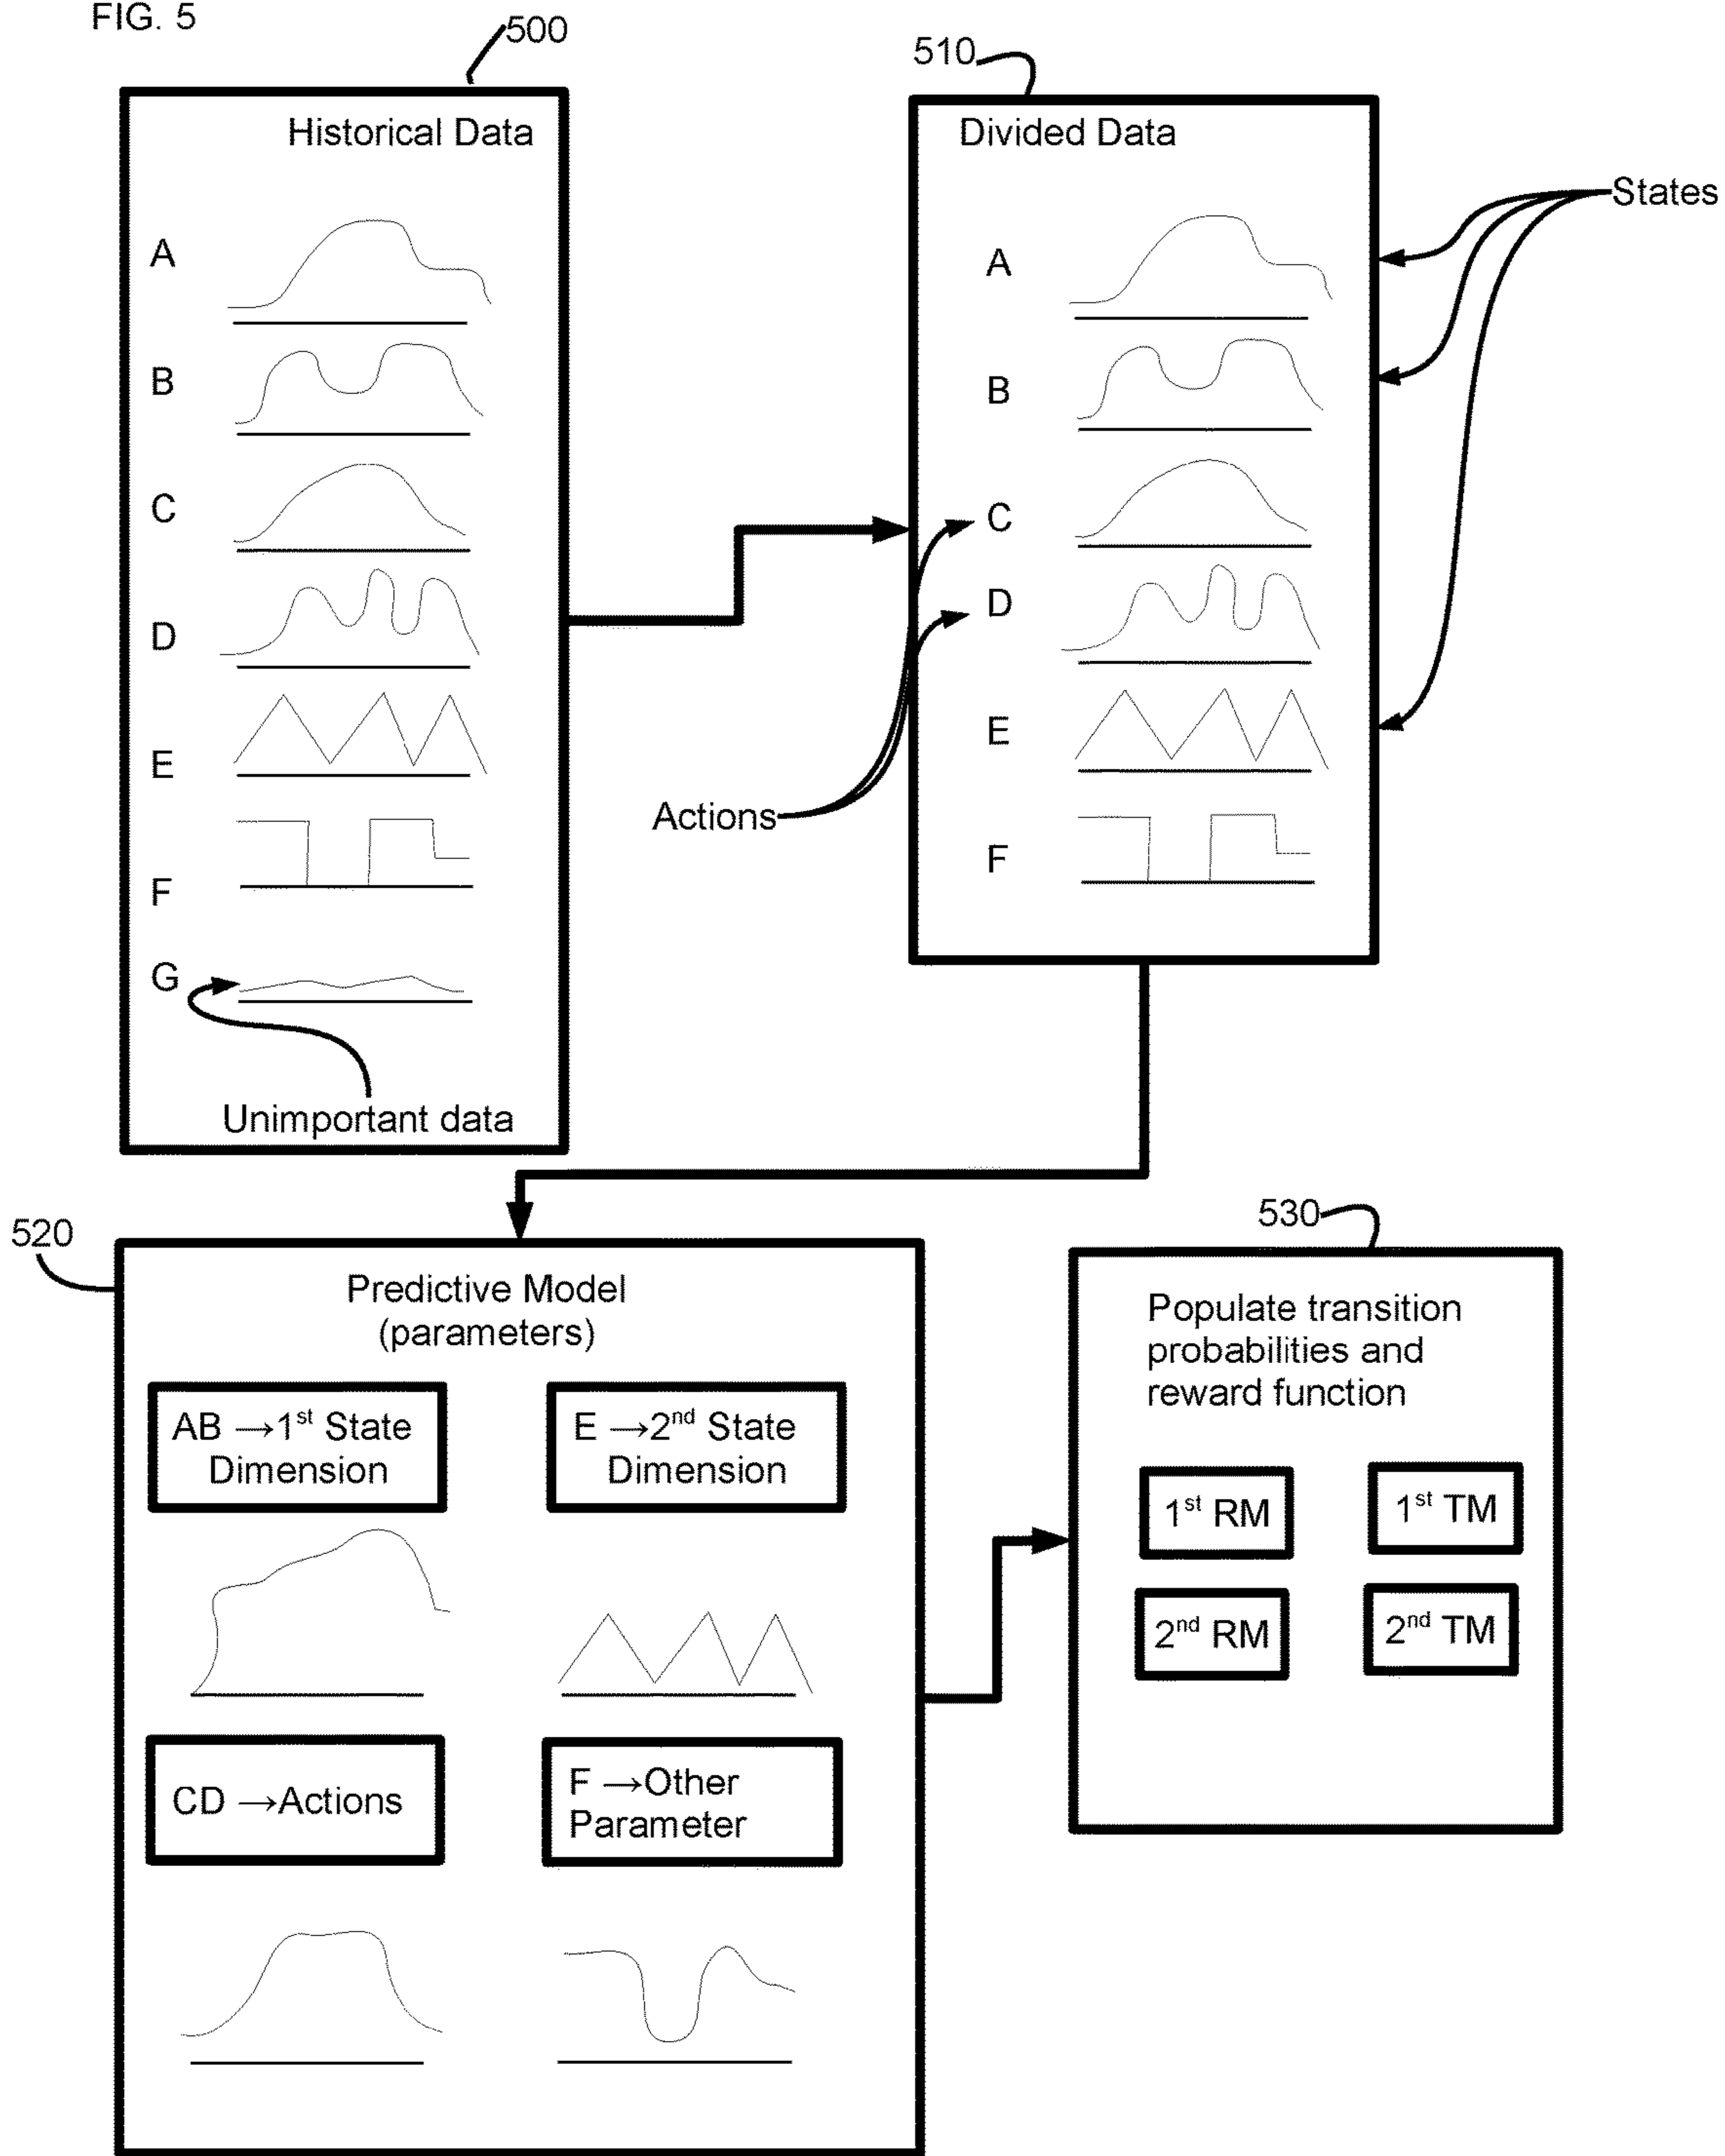 FIG. 5
500
Historical Data
A
B
C
D
E
F
G
Unimportant data
510
Divided Data
States
A
B
C
D
E
F
Actions
520
Predictive Model
(parameters)
AB →1st State
Dimension
E →2nd State
Dimension
CD →Actions
F →Other
Parameter
530
Populate transition
probabilities and
reward function
1st RM
1st TM
2nd RM
2nd TM